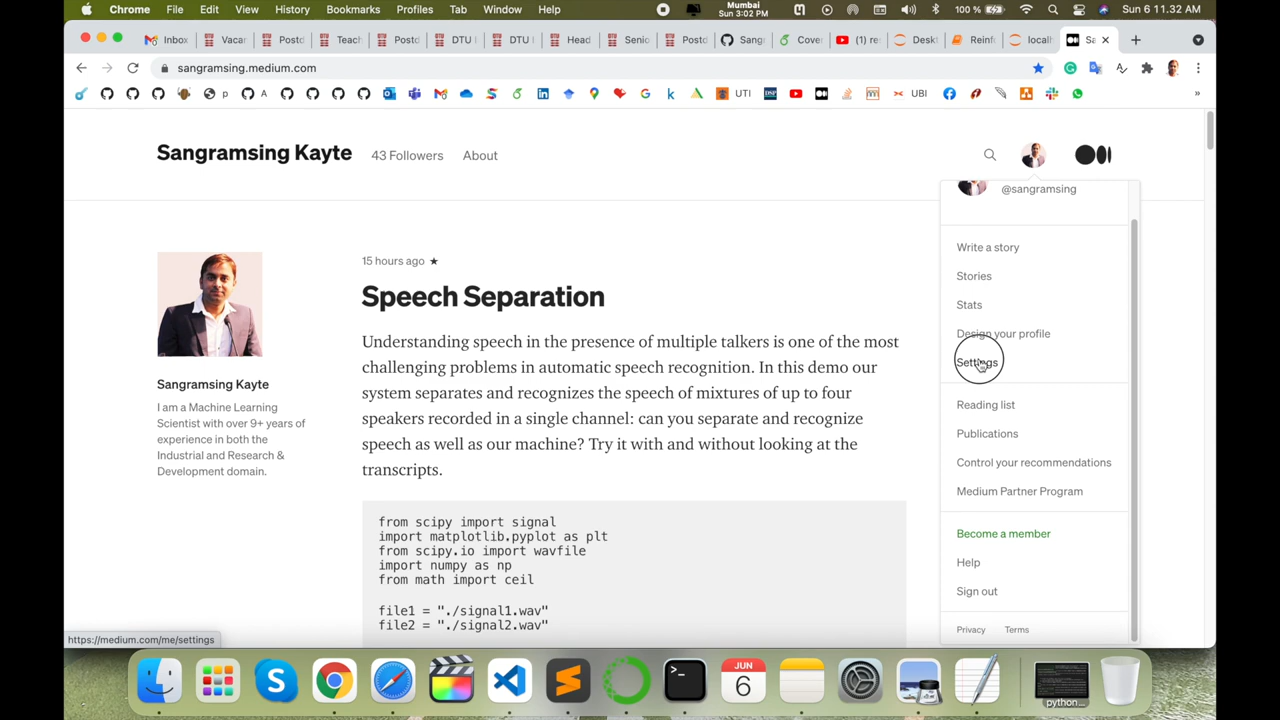 Chrome File Edit View History Bookmarks Profiles Tab Window Help
Mumbai
Sun 3:02 PM
100 %
Sun 6 11.32 AM
Inbo
Vacar
Postd
Teach
Postd
DTU I
DTU I
Head
Senio
Postd
Sangr
Cover
(1) re
Deskt
Reinfo
locall
Sa
sangramsing.medium.com
p
A
UTI
UBI
»
Sangramsing Kayte
43 Followers
About
@sangramsing
Write a story
Stories
Stats
Design your profile
Settings
Reading list
Publications
Control your recommendations
Medium Partner Program
Become a member
Help
Sign out
Privacy
Terms
Sangramsing Kayte
I am a Machine Learning
Scientist with over 9+ years of
experience in both the
Industrial and Research &
Development domain.
15 hours ago ★
Speech Separation
Understanding speech in the presence of multiple talkers is one of the most
challenging problems in automatic speech recognition. In this demo our
system separates and recognizes the speech of mixtures of up to four
speakers recorded in a single channel: can you separate and recognize
speech as well as our machine? Try it with and without looking at the
transcripts.
from scipy import signal
import matplotlib.pyplot as plt
from scipy.io import wavfile
import numpy as np
from math import ceil
file1 = "./signal1.wav"
file2 = "./signal2.wav"
https://medium.com/me/settings
JUN
6
python...